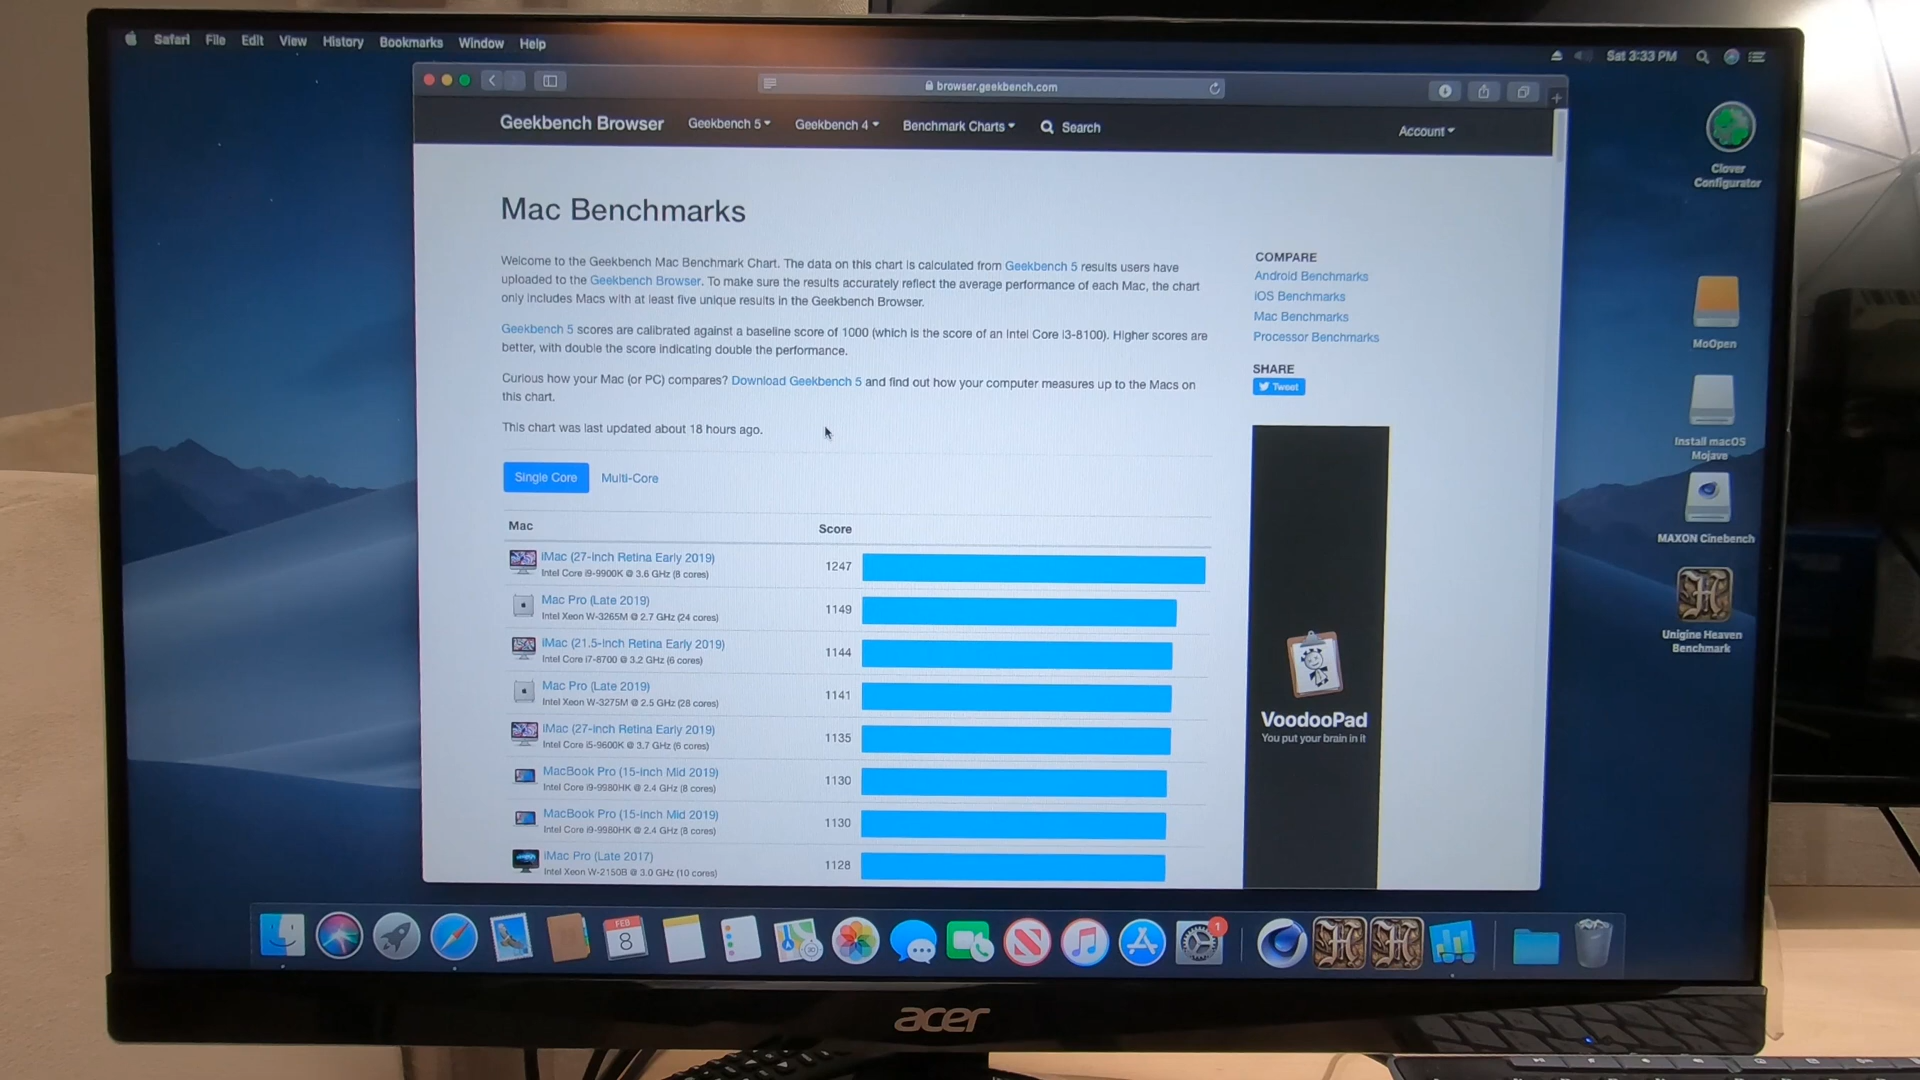 Safari File Edit View History Bookmarks Window Help
Sat 3:33 PM
browser.geekbench.com
Geekbench Browser Geekbench 5 Geekbench 4 Benchmark Charts Search Account
Mac Benchmarks
Welcome to the Geekbench Mac Benchmark Chart. The data on this chart is calculated from Geekbench 5 results users have
uploaded to the Geekbench Browser. To make sure the results accurately reflect the average performance of each Mac, the chart
only includes Macs with at least five unique results in the Geekbench Browser.
Geekbench 5 scores are calibrated against a baseline score of 1000 (which is the score of an Intel Core i3-8100). Higher scores are
better, with double the score indicating double the performance.
Curious how your Mac (or PC) compares? Download Geekbench 5 and find out how your computer measures up to the Macs on
this chart.
This chart was last updated about 18 hours ago.
Single Core Multi-Core
Mac Score
iMac (27-inch Retina Early 2019)
Intel Core i9-9900K @ 3.6 GHz (8 cores)
1247
Mac Pro (Late 2019)
Intel Xeon W-3265M @ 2.7 GHz (24 cores)
1149
iMac (21.5-inch Retina Early 2019)
Intel Core i7-8700 @ 3.2 GHz (6 cores)
1144
Mac Pro (Late 2019)
Intel Xeon W-3275M @ 2.5 GHz (28 cores)
1141
iMac (27-inch Retina Early 2019)
Intel Core i5-9600K @ 3.7 GHz (6 cores)
1135
MacBook Pro (15-inch Mid 2019)
Intel Core i9-9980HK @ 2.4 GHz (8 cores)
1130
MacBook Pro (15-inch Mid 2019)
Intel Core i9-9980HK @ 2.4 GHz (8 cores)
1130
iMac Pro (Late 2017)
Intel Xeon W-2150B @ 3.0 GHz (10 cores)
1128
COMPARE
Android Benchmarks
iOS Benchmarks
Mac Benchmarks
Processor Benchmarks
SHARE
Tweet
VoodooPad
You put your brain in it
Clover
Configurator
MoOpen
Install macOS
Mojave
MAXON Cinebench
Unigine Heaven
Benchmark
FEB
8
1
acer